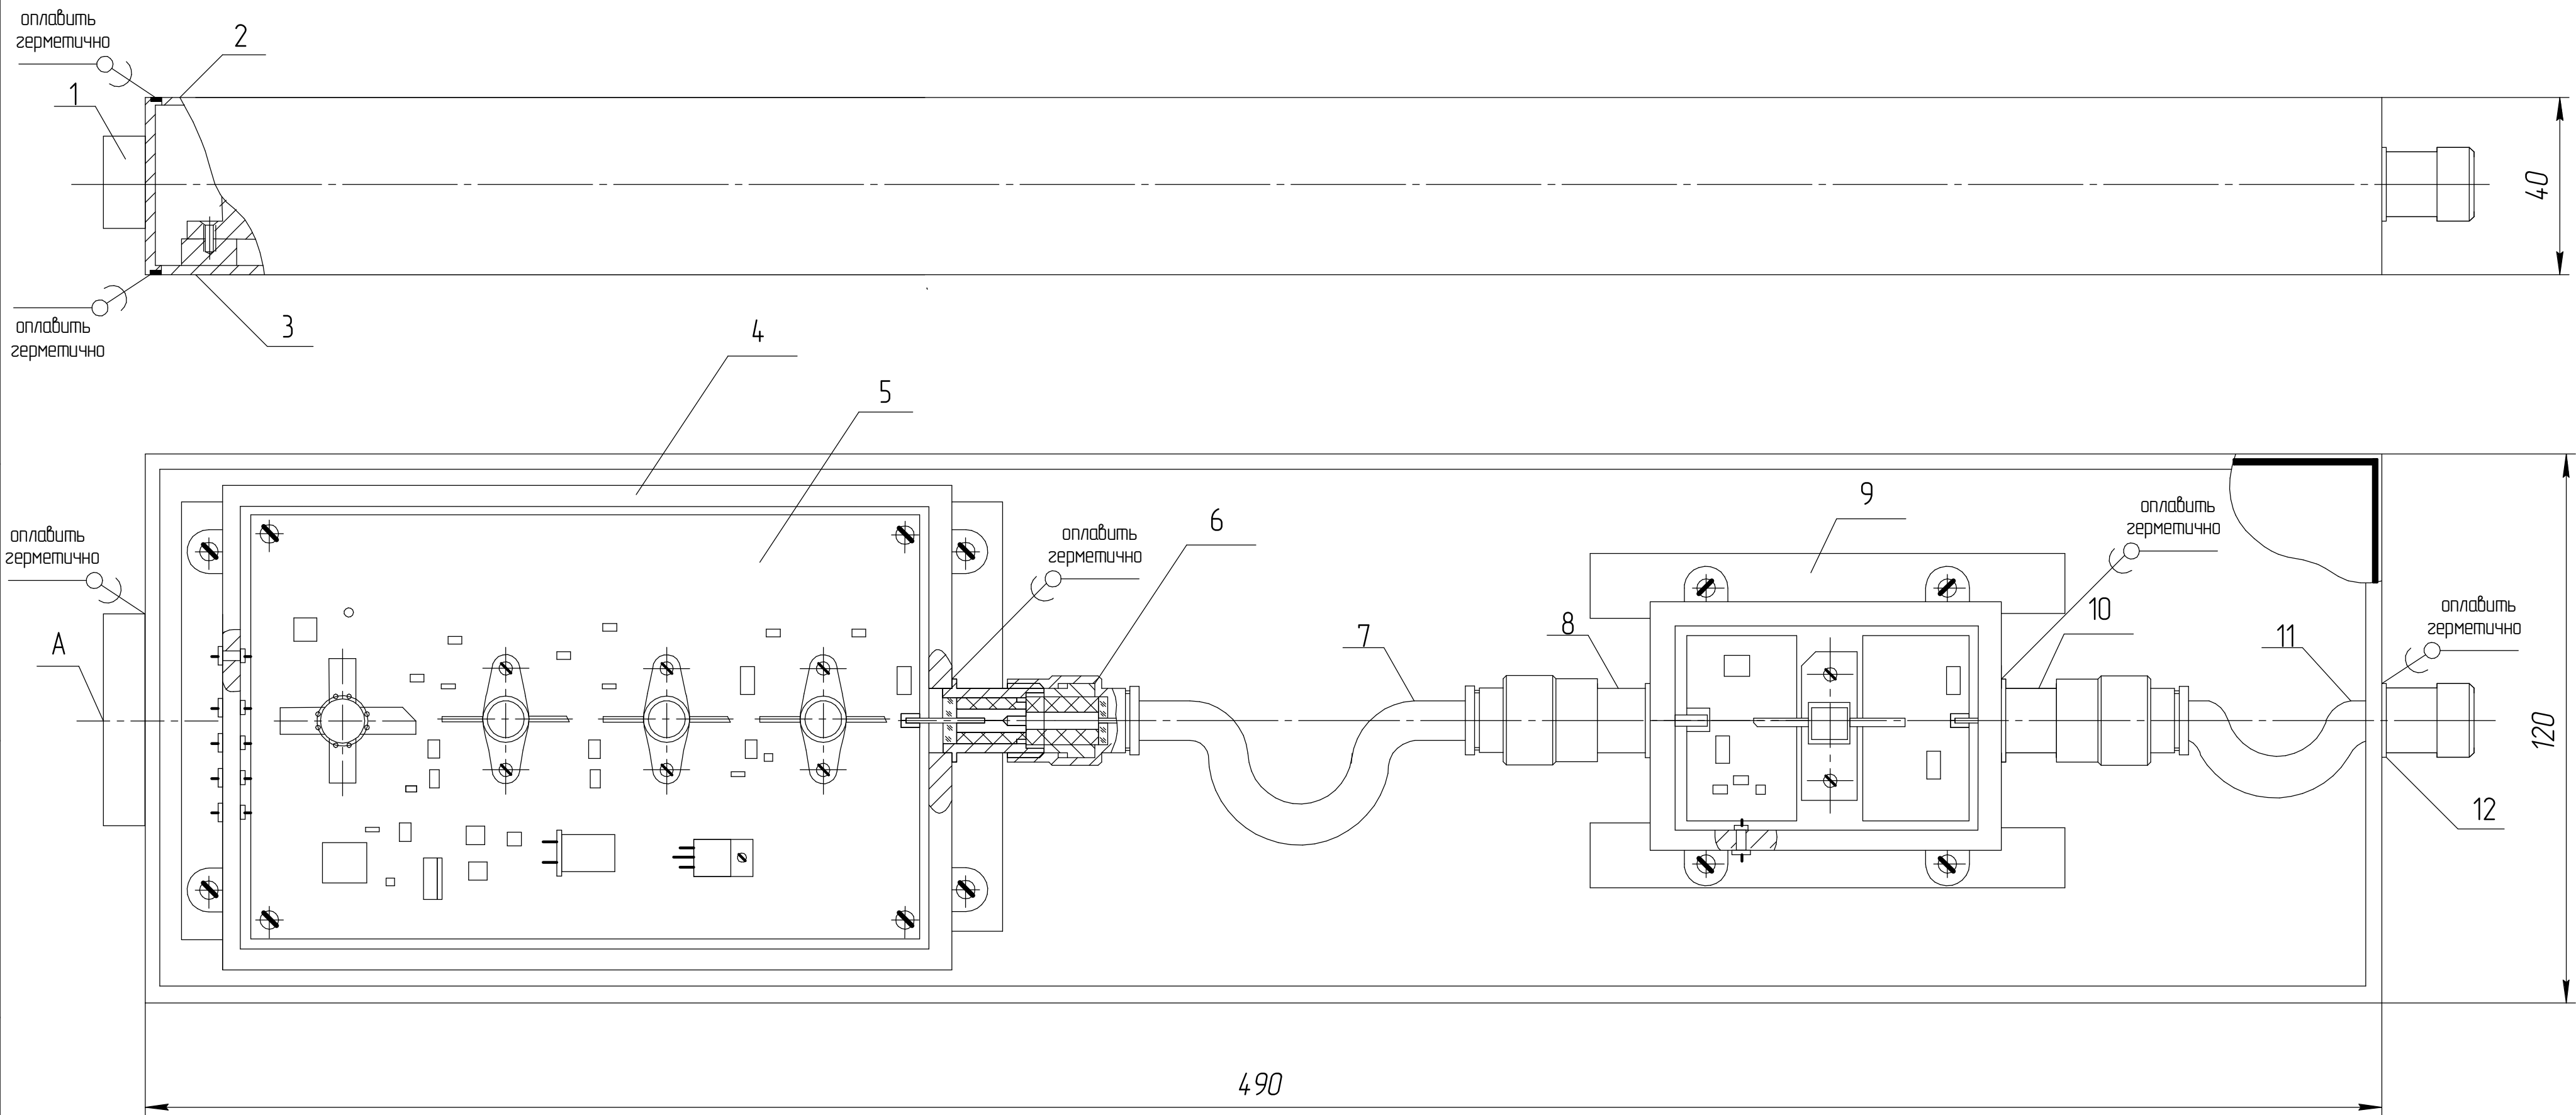 оплавить
герметично
2
1
40
оплавить
герметично
3
4
5
оплавить
герметично
А
оплавить
герметично
6
7
8
9
оплавить
герметично
10
11
оплавить
герметично
12
120
490